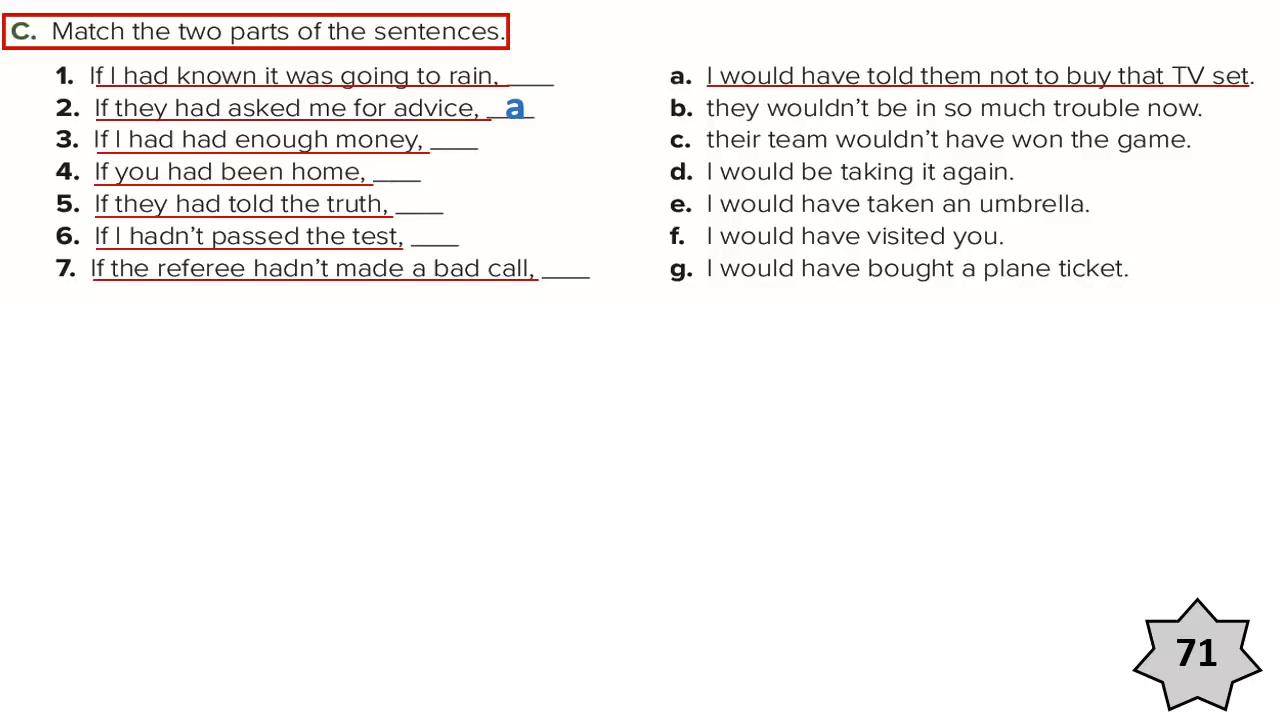 C. Match the two parts of the sentences.
1. If I had known it was going to rain, ____
2. If they had asked me for advice, __a__
3. If I had had enough money, ____
4. If you had been home, ____
5. If they had told the truth, ____
6. If I hadn't passed the test, ____
7. If the referee hadn't made a bad call, ____
a. I would have told them not to buy that TV set.
b. they wouldn't be in so much trouble now.
c. their team wouldn't have won the game.
d. I would be taking it again.
e. I would have taken an umbrella.
f. I would have visited you.
g. I would have bought a plane ticket.
71